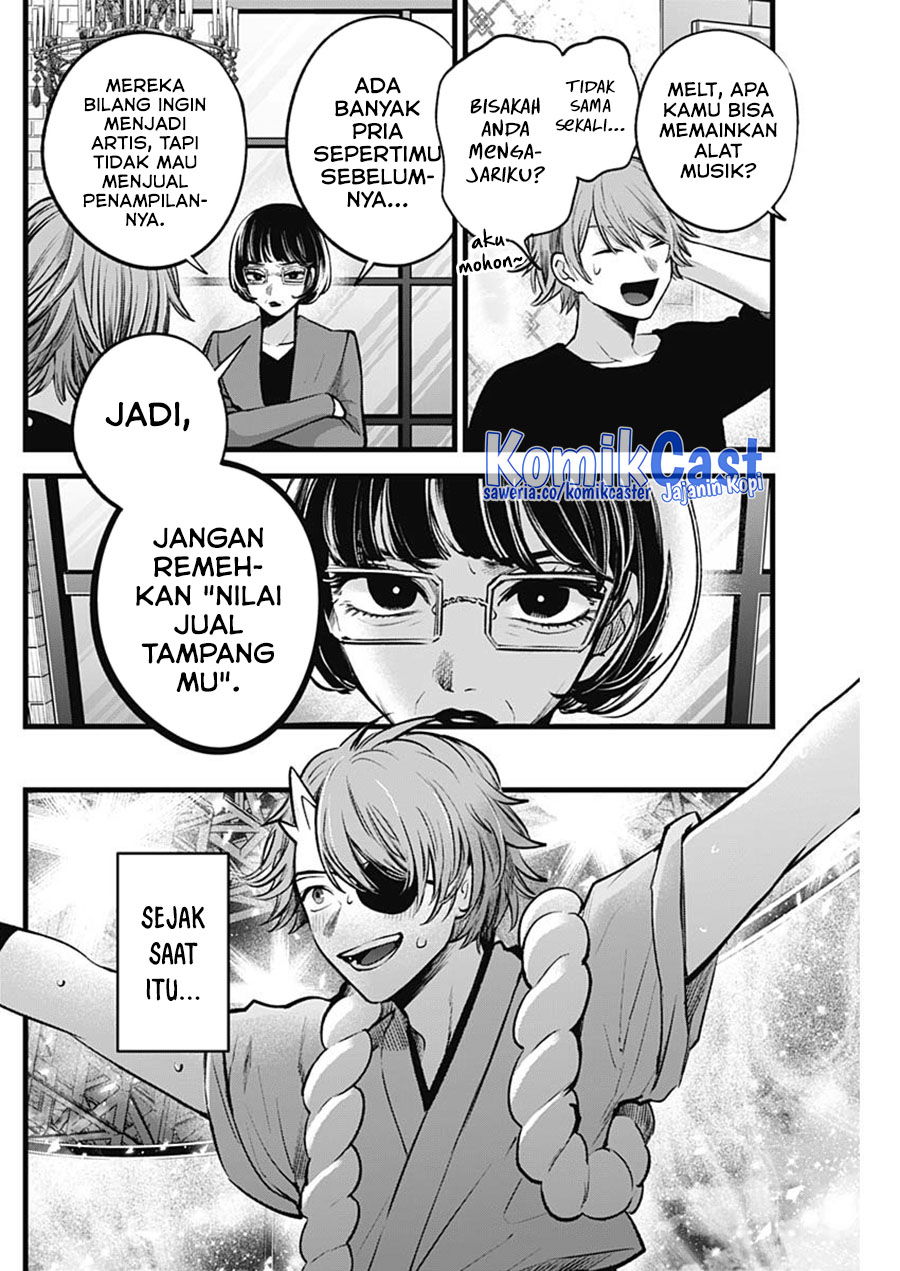 MELT, APA
KAMU BISA
MEMAINKAN
ALAT
MUSIK?
TIDAK
SAMA
SEKALI...
BISAKAH
ANDA
MENGA-
JARIKU?
aku
mohon~
ADA
BANYAK
PRIA
SEPERTIMU
SEBELUM-
NYA...
MEREKA
BILANG INGIN
MENJADI
ARTIS, TAPI
TIDAK MAU
MENJUAL
PENAMPILAN-
NYA.
JADI,
KomikCast
saweria.co/komikcaster Jajanin Kopi
JANGAN
REMEH-
KAN "NILAI
JUAL
TAMPANG
MU".
SEJAK
SAAT
ITU...